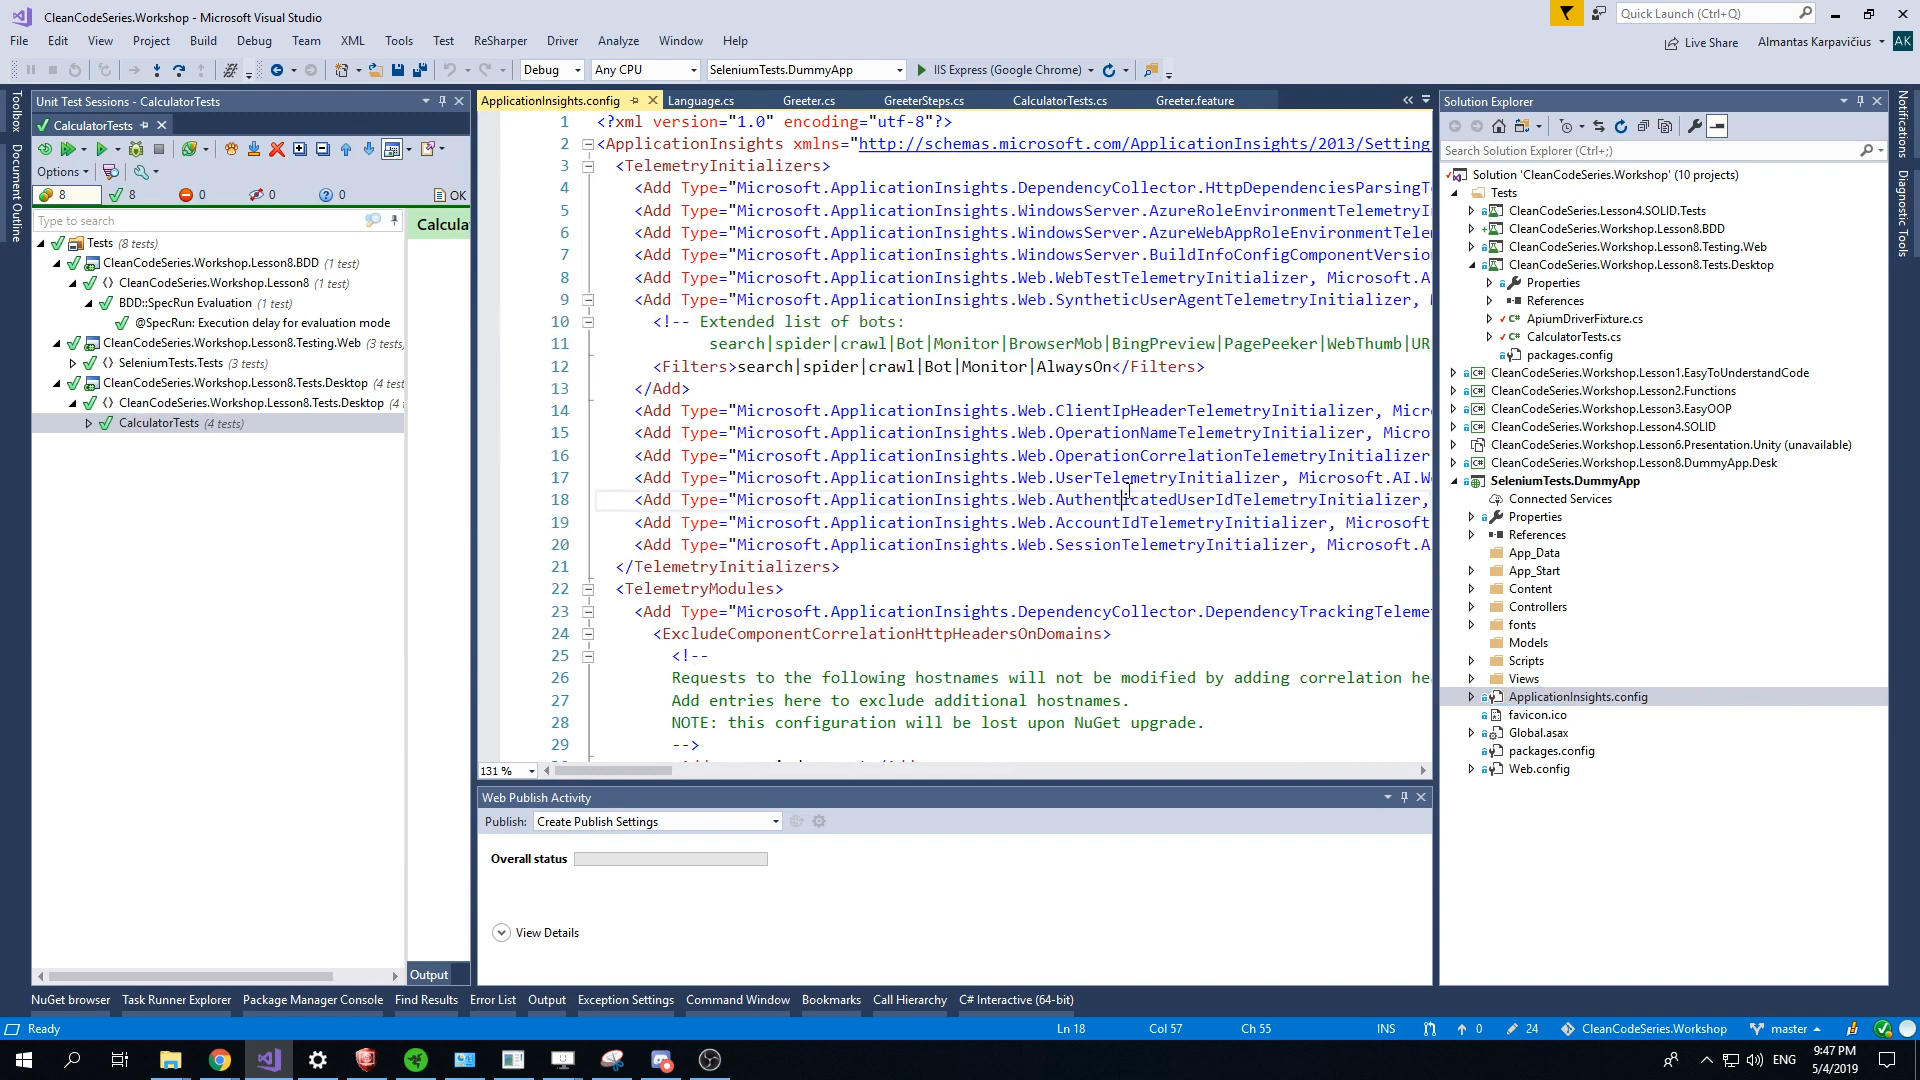 CleanCodeSeries.Workshop - Microsoft Visual Studio
Quick Launch (Ctrl+Q)
File Edit View Project Build Debug Team XML Tools Test ReSharper Driver Analyze Window Help
Live Share
Almantas Karpavičius
AK
Debug
Any CPU
SeleniumTests.DummyApp
IIS Express (Google Chrome)
Toolbox
Document Outline
Unit Test Sessions - CalculatorTests
CalculatorTests
Options
8 8 0 0 0 OK
Type to search
Calcula
Tests (8 tests)
CleanCodeSeries.Workshop.Lesson8.BDD (1 test)
CleanCodeSeries.Workshop.Lesson8 (1 test)
BDD::SpecRun Evaluation (1 test)
@SpecRun: Execution delay for evaluation mode
CleanCodeSeries.Workshop.Lesson8.Testing.Web (3 tests,
SeleniumTests.Tests (3 tests)
CleanCodeSeries.Workshop.Lesson8.Tests.Desktop (4 test
CleanCodeSeries.Workshop.Lesson8.Tests.Desktop (4
CalculatorTests (4 tests)
Output
ApplicationInsights.config Language.cs Greeter.cs GreeterSteps.cs CalculatorTests.cs Greeter.feature
1 <?xml version="1.0" encoding="utf-8"?>
2 <ApplicationInsights xmlns="http://schemas.microsoft.com/ApplicationInsights/2013/Setting
3 <TelemetryInitializers>
4 <Add Type="Microsoft.ApplicationInsights.DependencyCollector.HttpDependenciesParsingTe
5 <Add Type="Microsoft.ApplicationInsights.WindowsServer.AzureRoleEnvironmentTelemetryI
6 <Add Type="Microsoft.ApplicationInsights.WindowsServer.AzureWebAppRoleEnvironmentTele
7 <Add Type="Microsoft.ApplicationInsights.WindowsServer.BuildInfoConfigComponentVersio
8 <Add Type="Microsoft.ApplicationInsights.Web.WebTestTelemetryInitializer, Microsoft.A
9 <Add Type="Microsoft.ApplicationInsights.Web.SyntheticUserAgentTelemetryInitializer,
10 <!-- Extended list of bots:
11 search|spider|crawl|Bot|Monitor|BrowserMob|BingPreview|PagePeeker|WebThumb|UR
12 <Filters>search|spider|crawl|Bot|Monitor|AlwaysOn</Filters>
13 </Add>
14 <Add Type="Microsoft.ApplicationInsights.Web.ClientIpHeaderTelemetryInitializer, Micr
15 <Add Type="Microsoft.ApplicationInsights.Web.OperationNameTelemetryInitializer, Micro
16 <Add Type="Microsoft.ApplicationInsights.Web.OperationCorrelationTelemetryInitializer
17 <Add Type="Microsoft.ApplicationInsights.Web.UserTelemetryInitializer, Microsoft.AI.W
18 <Add Type="Microsoft.ApplicationInsights.Web.AuthenticatedUserIdTelemetryInitializer,
19 <Add Type="Microsoft.ApplicationInsights.Web.AccountIdTelemetryInitializer, Microsoft
20 <Add Type="Microsoft.ApplicationInsights.Web.SessionTelemetryInitializer, Microsoft.A
21 </TelemetryInitializers>
22 <TelemetryModules>
23 <Add Type="Microsoft.ApplicationInsights.DependencyCollector.DependencyTrackingTeleme
24 <ExcludeComponentCorrelationHttpHeadersOnDomains>
25 <!--
26 Requests to the following hostnames will not be modified by adding correlation hea
27 Add entries here to exclude additional hostnames.
28 NOTE: this configuration will be lost upon NuGet upgrade.
29 -->
131 %
Web Publish Activity
Publish: Create Publish Settings
Overall status
View Details
Solution Explorer
Search Solution Explorer (Ctrl+;)
Solution 'CleanCodeSeries.Workshop' (10 projects)
Tests
CleanCodeSeries.Lesson4.SOLID.Tests
CleanCodeSeries.Workshop.Lesson8.BDD
CleanCodeSeries.Workshop.Lesson8.Testing.Web
CleanCodeSeries.Workshop.Lesson8.Tests.Desktop
Properties
References
ApiumDriverFixture.cs
CalculatorTests.cs
packages.config
CleanCodeSeries.Workshop.Lesson1.EasyToUnderstandCode
CleanCodeSeries.Workshop.Lesson2.Functions
CleanCodeSeries.Workshop.Lesson3.EasyOOP
CleanCodeSeries.Workshop.Lesson4.SOLID
CleanCodeSeries.Workshop.Lesson6.Presentation.Unity (unavailable)
CleanCodeSeries.Workshop.Lesson8.DummyApp.Desk
SeleniumTests.DummyApp
Connected Services
Properties
References
App_Data
App_Start
Content
Controllers
fonts
Models
Scripts
Views
ApplicationInsights.config
favicon.ico
Global.asax
packages.config
Web.config
Notifications
Diagnostic Tools
NuGet browser Task Runner Explorer Package Manager Console Find Results Error List Output Exception Settings Command Window Bookmarks Call Hierarchy C# Interactive (64-bit)
Ready Ln 18 Col 57 Ch 55 INS 0 24 CleanCodeSeries.Workshop master
ENG
9:47 PM
5/4/2019